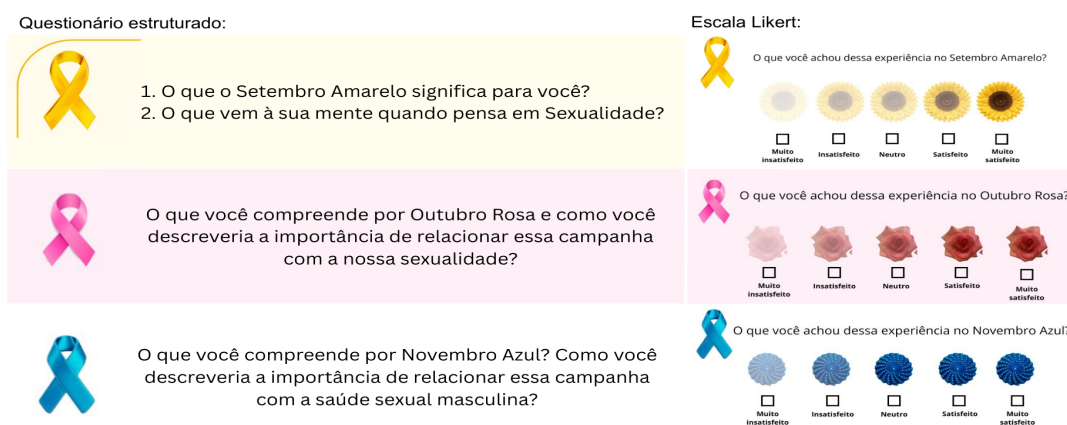 Questionário estruturado:
1. O que o Setembro Amarelo significa para você?
2. O que vem à sua mente quando pensa em Sexualidade?
O que você compreende por Outubro Rosa e como você
descreveria a importância de relacionar essa campanha
com a nossa sexualidade?
O que você compreende por Novembro Azul? Como você
descreveria a importância de relacionar essa campanha
com a saúde sexual masculina?
Escala Likert:
O que você achou dessa experiência no Setembro Amarelo?
Muito insatisfeito Insatisfeito Neutro Satisfeito Muito satisfeito
O que você achou dessa experiência no Outubro Rosa?
Muito insatisfeito Insatisfeito Neutro Satisfeito Muito satisfeito
O que você achou dessa experiência no Novembro Azul?
Muito insatisfeito Insatisfeito Neutro Satisfeito Muito satisfeito